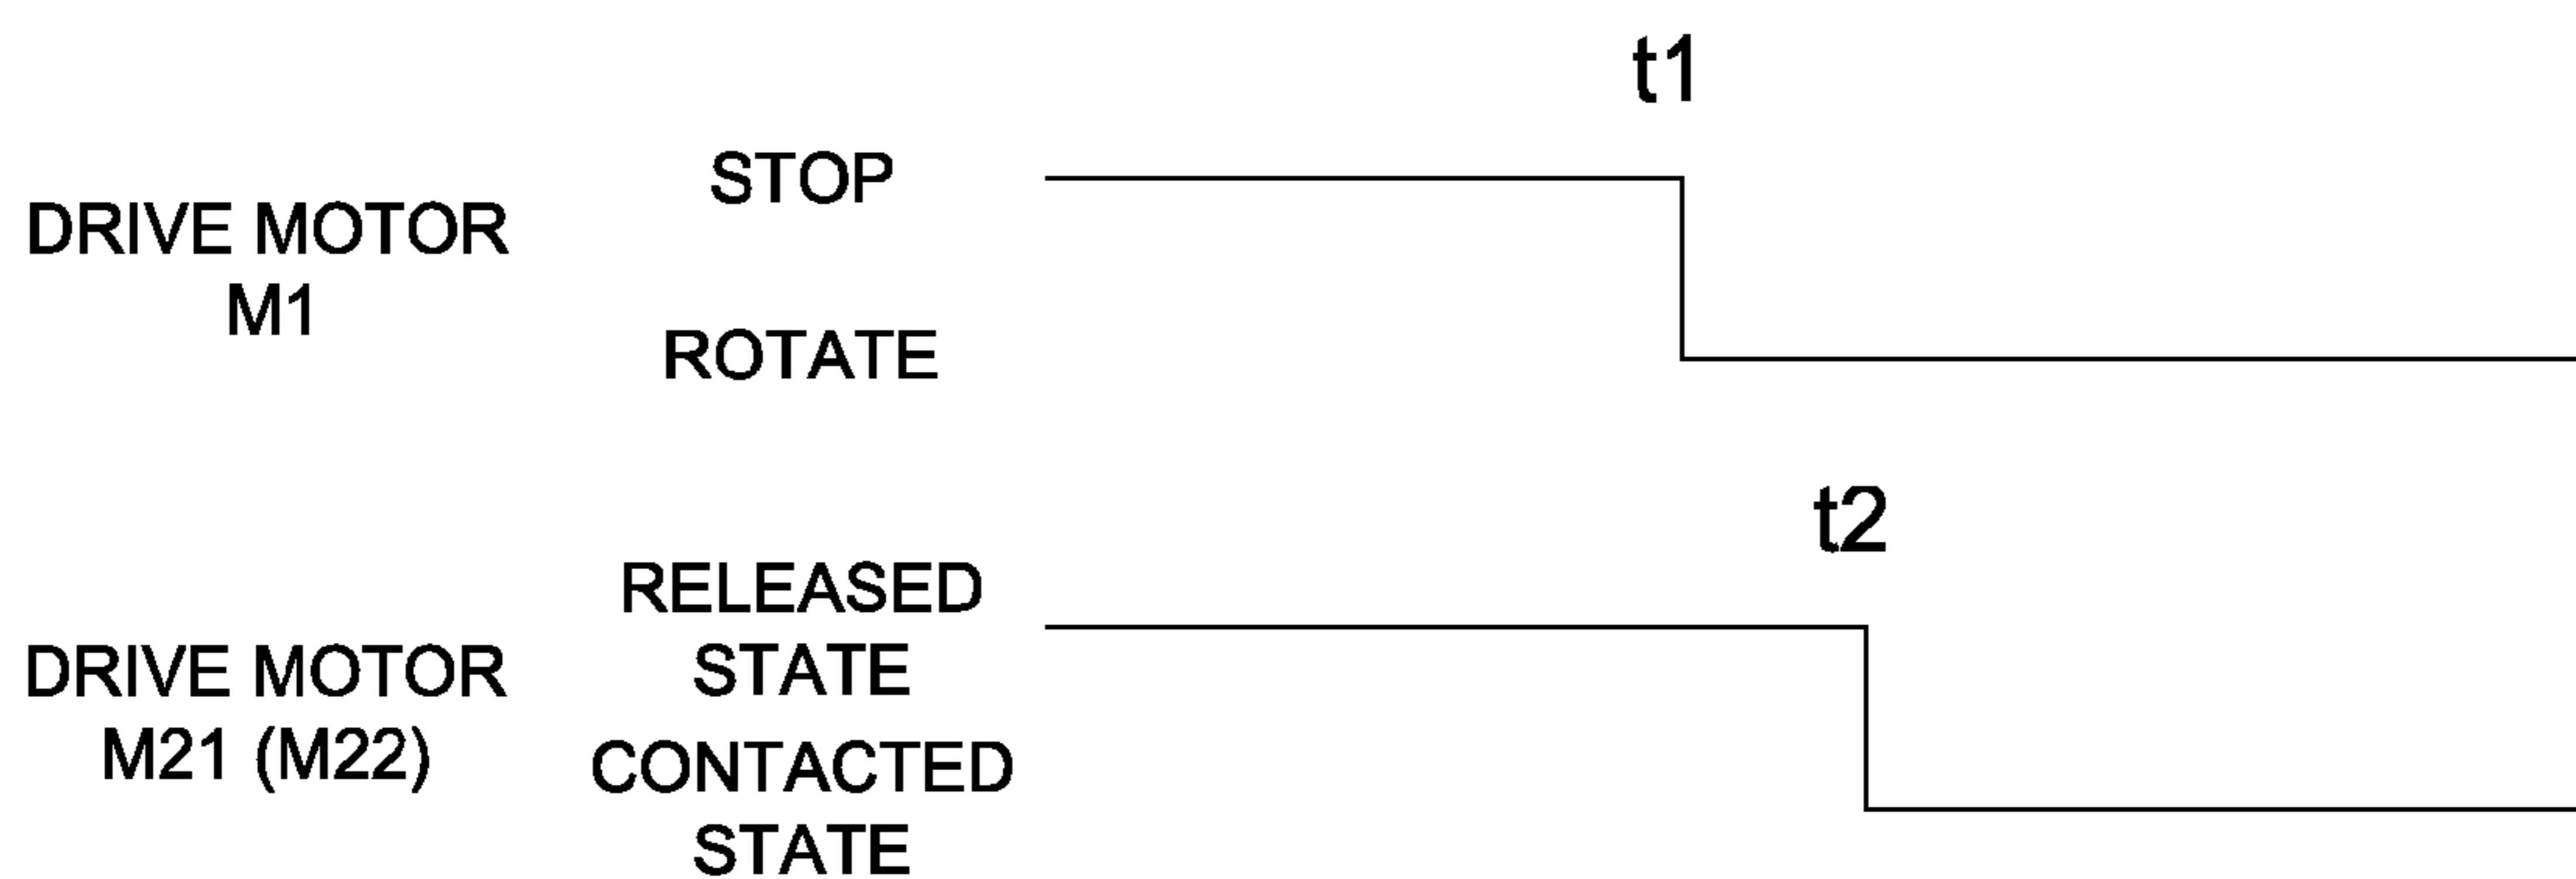 t1
DRIVE MOTOR
M1
STOP
ROTATE
t2
DRIVE MOTOR
M21 (M22)
RELEASED
STATE
CONTACTED
STATE